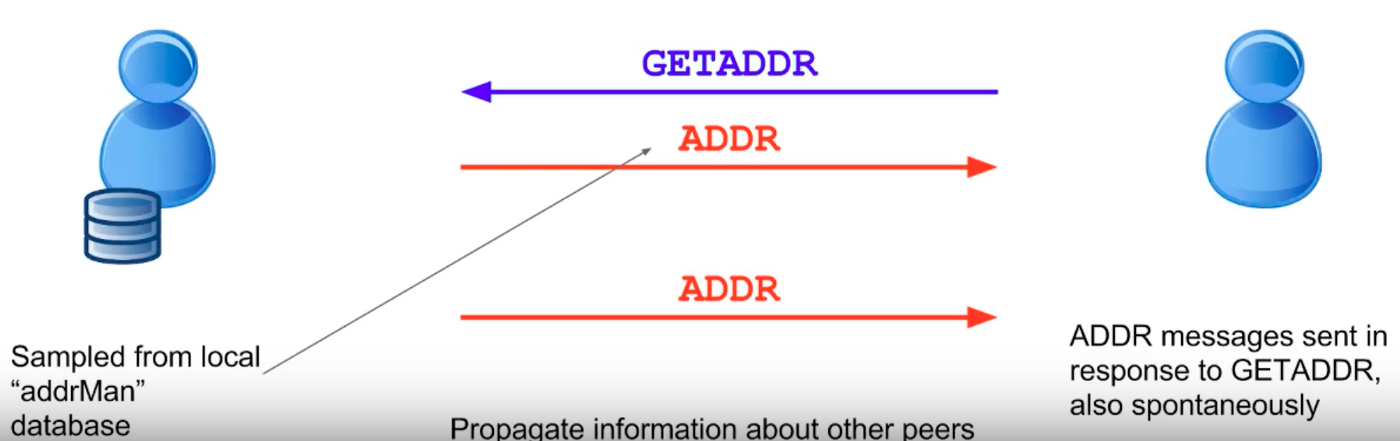 GETADDR
ADDR
ADDR
Sampled from local
“addrMan”
database
ADDR messages sent in
response to GETADDR,
also spontaneously
Propagate information about other peers